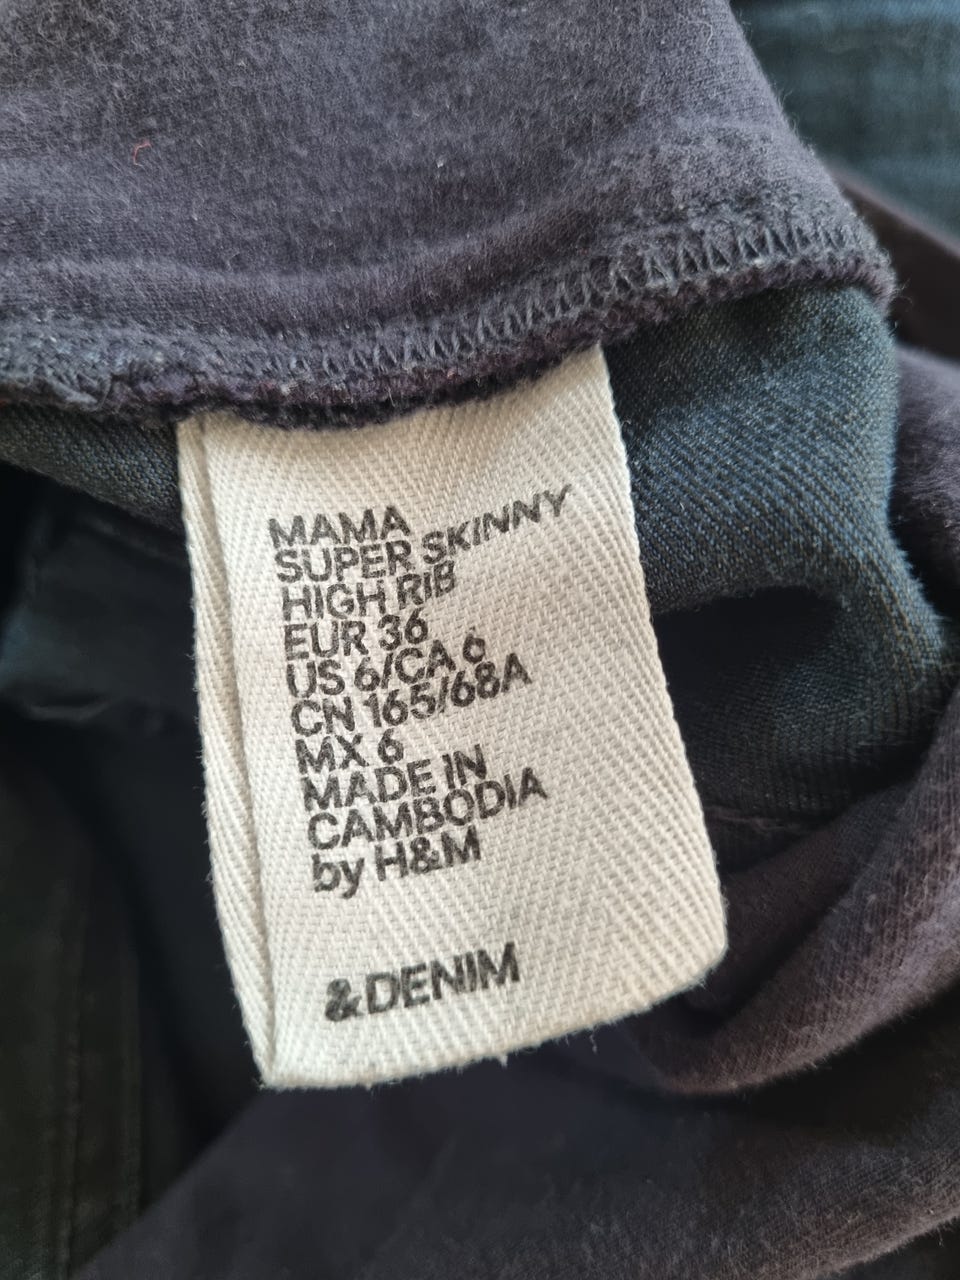 MAMA
SUPER SKINNY
HIGH RIB
EUR 36
US 6/CA 6
CN 165/68A
MX 6
MADE IN
CAMBODIA
by H&M
&DENIM